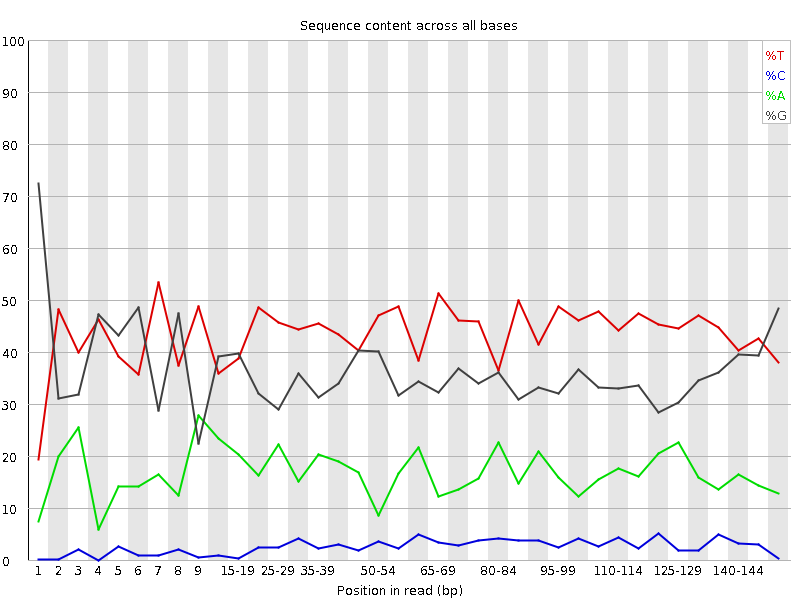 Sequence content across all bases
100
90
80
70
60
50
40
30
20
10
0
%T
%C
%A
%G
1 2 3 4 5 6 7 8 9 15-19 25-29 35-39 50-54 65-69 80-84 95-99 110-114 125-129 140-144
Position in read (bp)